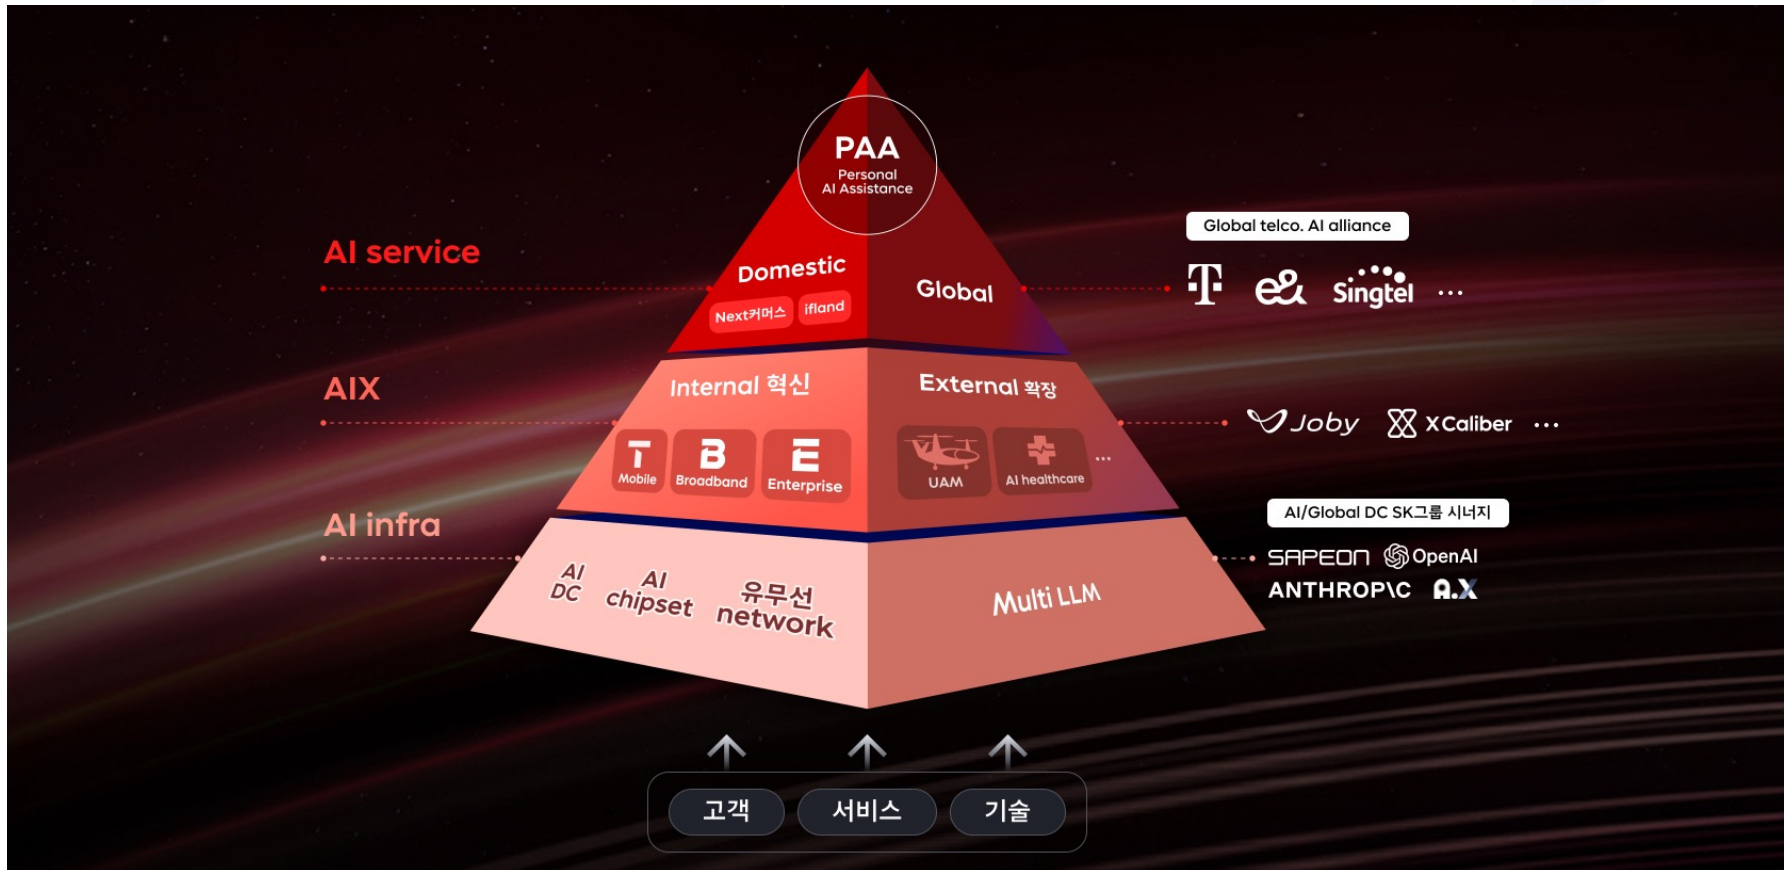 PAA
Personal
AI Assistance
AI service
Domestic
Next커머스
ifland
Global
Global telco. AI alliance
T
e&
Singtel
...
AIX
Internal 혁신
T
Mobile
B
Broadband
E
Enterprise
External 확장
UAM
AI healthcare
...
Joby
XCaliber
...
AI infra
AI
DC
AI
chipset
유무선
network
Multi LLM
AI/Global DC SK그룹 시너지
SAPEON
OpenAI
ANTHROP\C
A.X
고객
서비스
기술